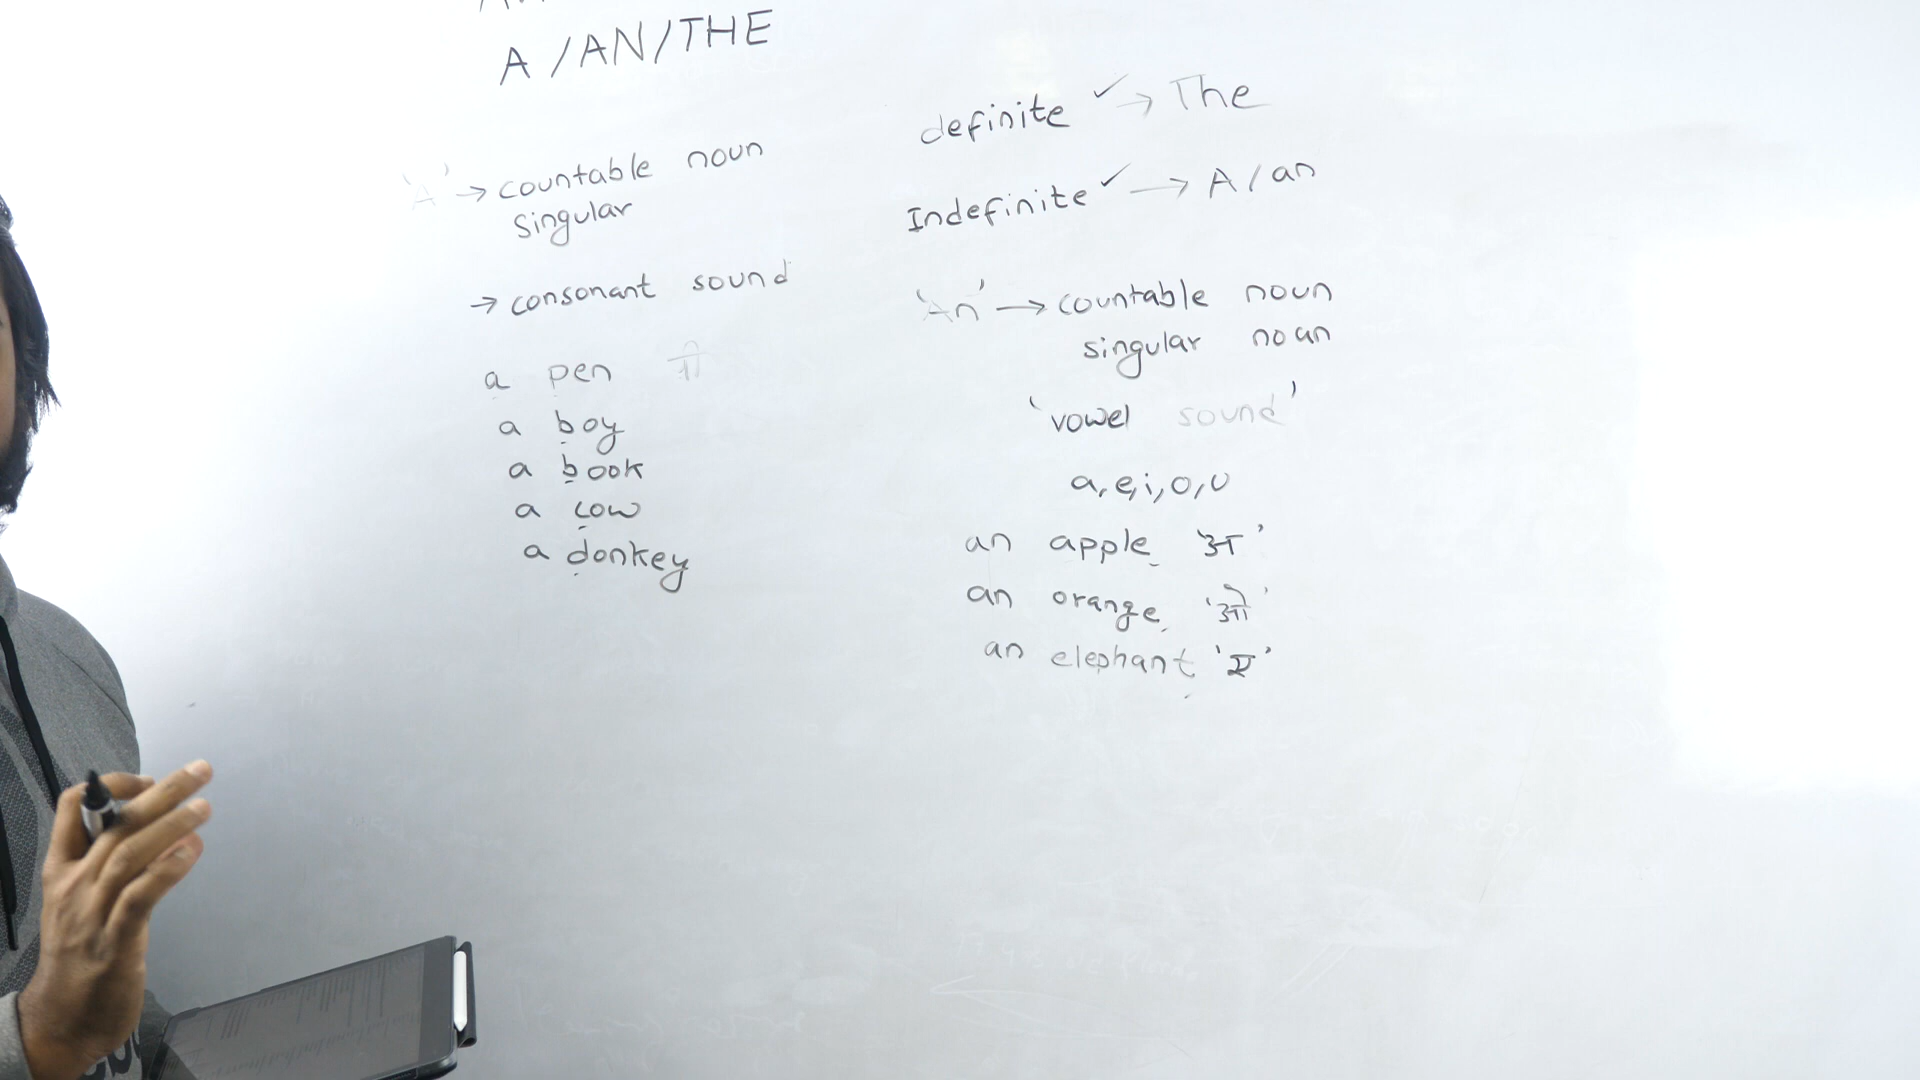 A/AN/THE
'A' → countable noun
singular
→ consonant sound
a pen
a boy
a book
a cow
a donkey
definite ✓ → The
Indefinite ✓ → A/an
'An' → countable noun
singular noun
'vowel sound'
a, e, i, o, u
an apple 'अ'
an orange 'ओ'
an elephant 'ए'